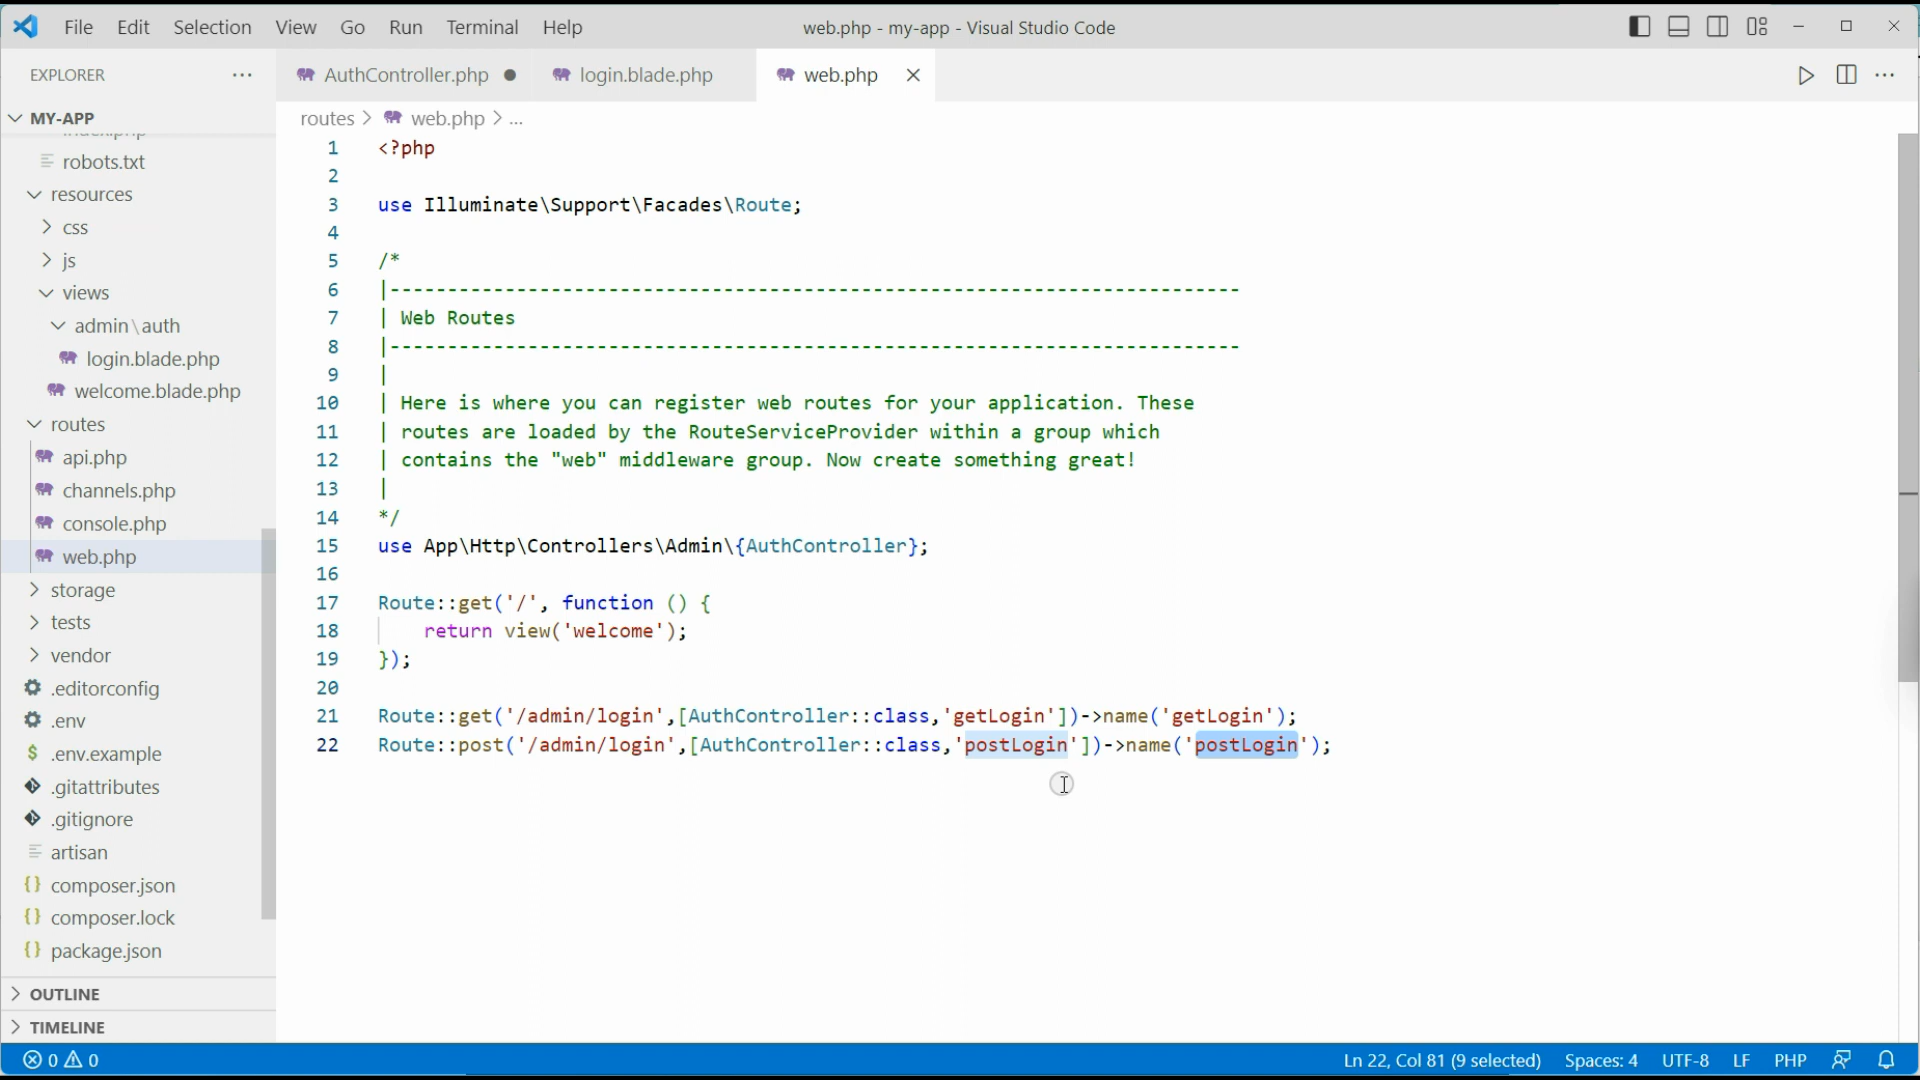 File Edit Selection View Go Run Terminal Help
web.php - my-app - Visual Studio Code
EXPLORER
AuthController.php
login.blade.php
web.php
MY-APP
index.php
robots.txt
resources
css
js
views
admin\auth
login.blade.php
welcome.blade.php
routes
api.php
channels.php
console.php
web.php
storage
tests
vendor
.editorconfig
.env
.env.example
.gitattributes
.gitignore
artisan
composer.json
composer.lock
package.json
OUTLINE
TIMELINE
routes > web.php > ...
1 <?php
2
3 use Illuminate\Support\Facades\Route;
4
5 /*
6 |--------------------------------------------------------------------------
7 | Web Routes
8 |--------------------------------------------------------------------------
9 |
10 | Here is where you can register web routes for your application. These
11 | routes are loaded by the RouteServiceProvider within a group which
12 | contains the "web" middleware group. Now create something great!
13 |
14 */
15 use App\Http\Controllers\Admin\{AuthController};
16
17 Route::get('/', function () {
18     return view('welcome');
19 });
20
21 Route::get('/admin/login',[AuthController::class,'getLogin'])->name('getLogin');
22 Route::post('/admin/login',[AuthController::class,'postLogin'])->name('postLogin');
0 0
Ln 22, Col 81 (9 selected) Spaces: 4 UTF-8 LF PHP